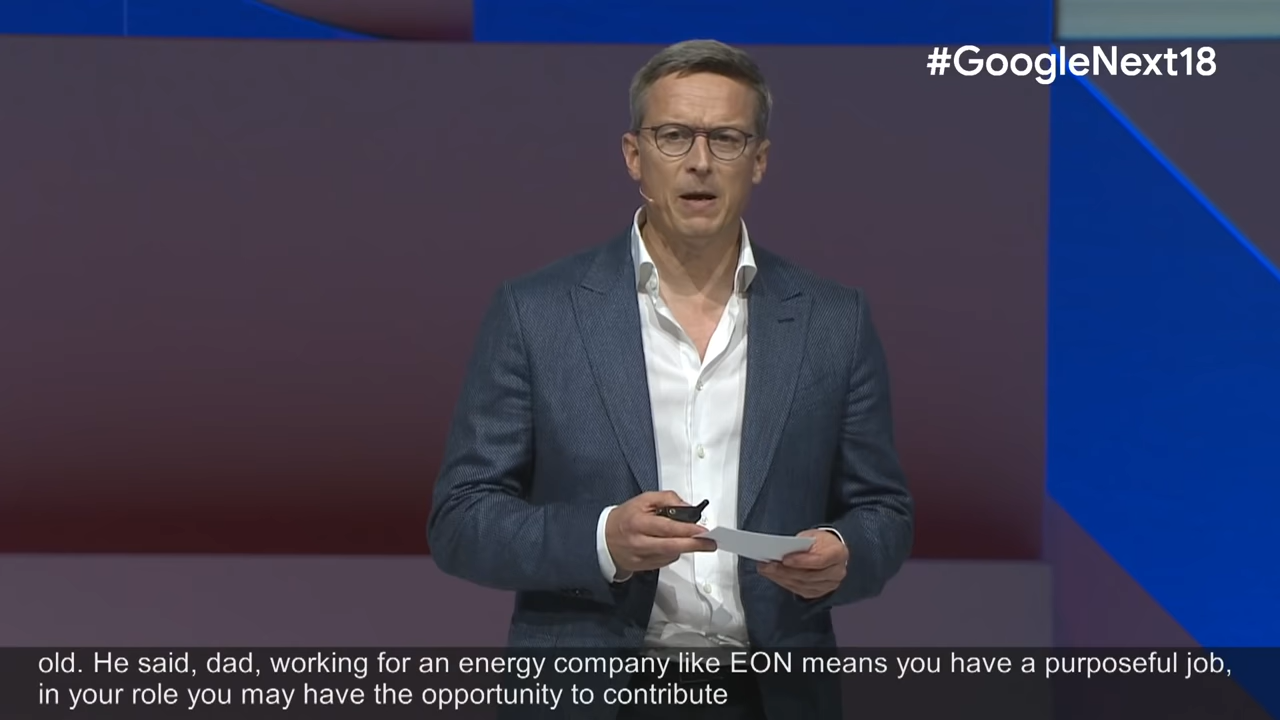 #GoogleNext18
old. He said, dad, working for an energy company like EON means you have a purposeful job,
in your role you may have the opportunity to contribute